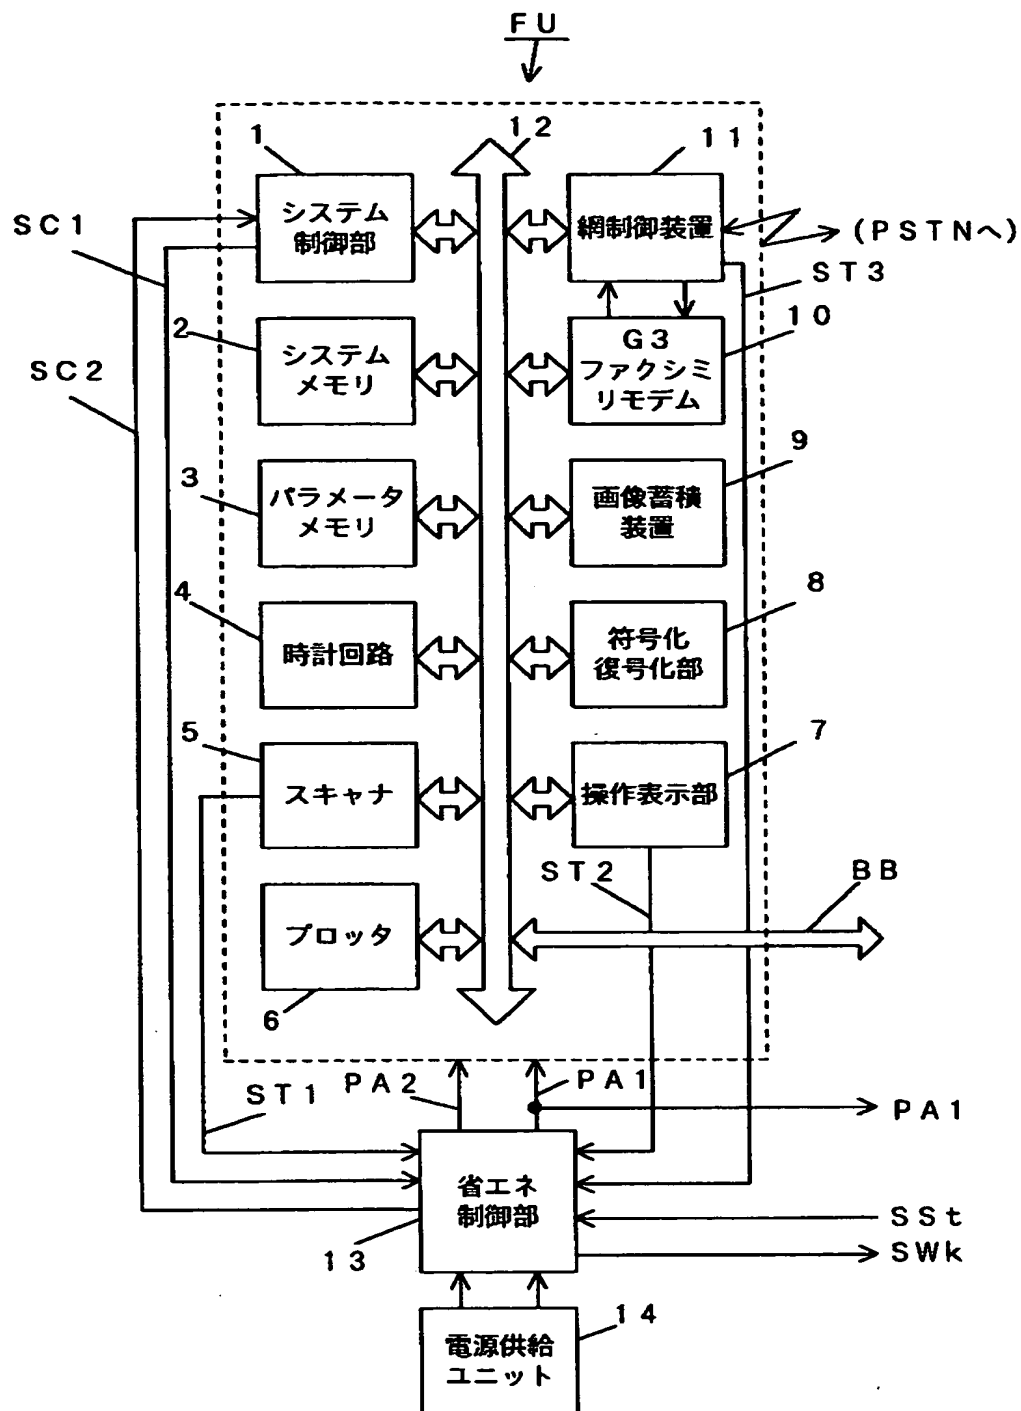 FU
12
1
11
システム
制御部
網制御装置
(PSTNへ)
SC1
ST3
2
システム
メモリ
G3
ファクシミ
リモデム
10
SC2
3
パラメータ
メモリ
画像蓄積
装置
9
4
時計回路
符号化
復号化部
8
5
スキャナ
操作表示部
7
ST2
BB
プロッタ
6
ST1
PA2
PA1
PA1
省エネ
制御部
13
SSt
SWk
電源供給
ユニット
14